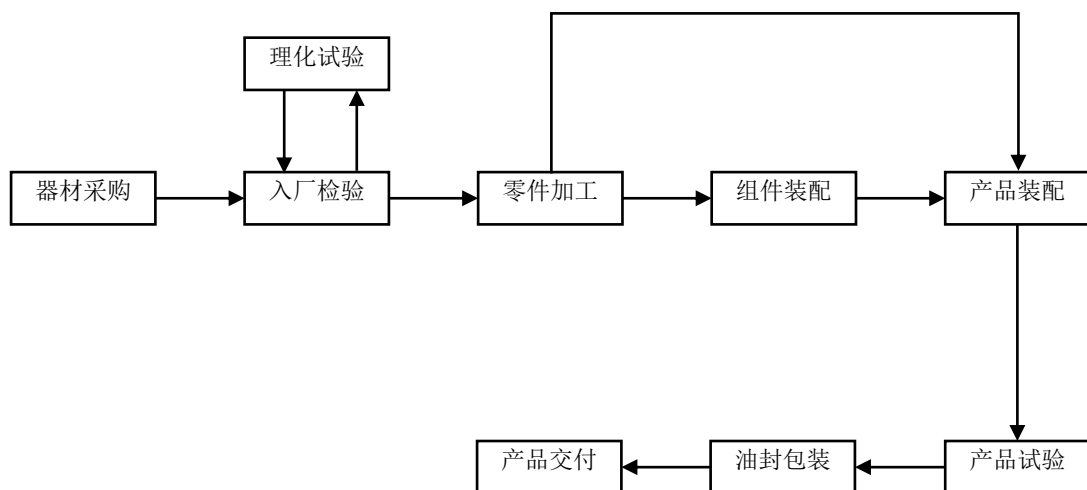 理化试验
器材采购
入厂检验
零件加工
组件装配
产品装配
产品交付
油封包装
产品试验